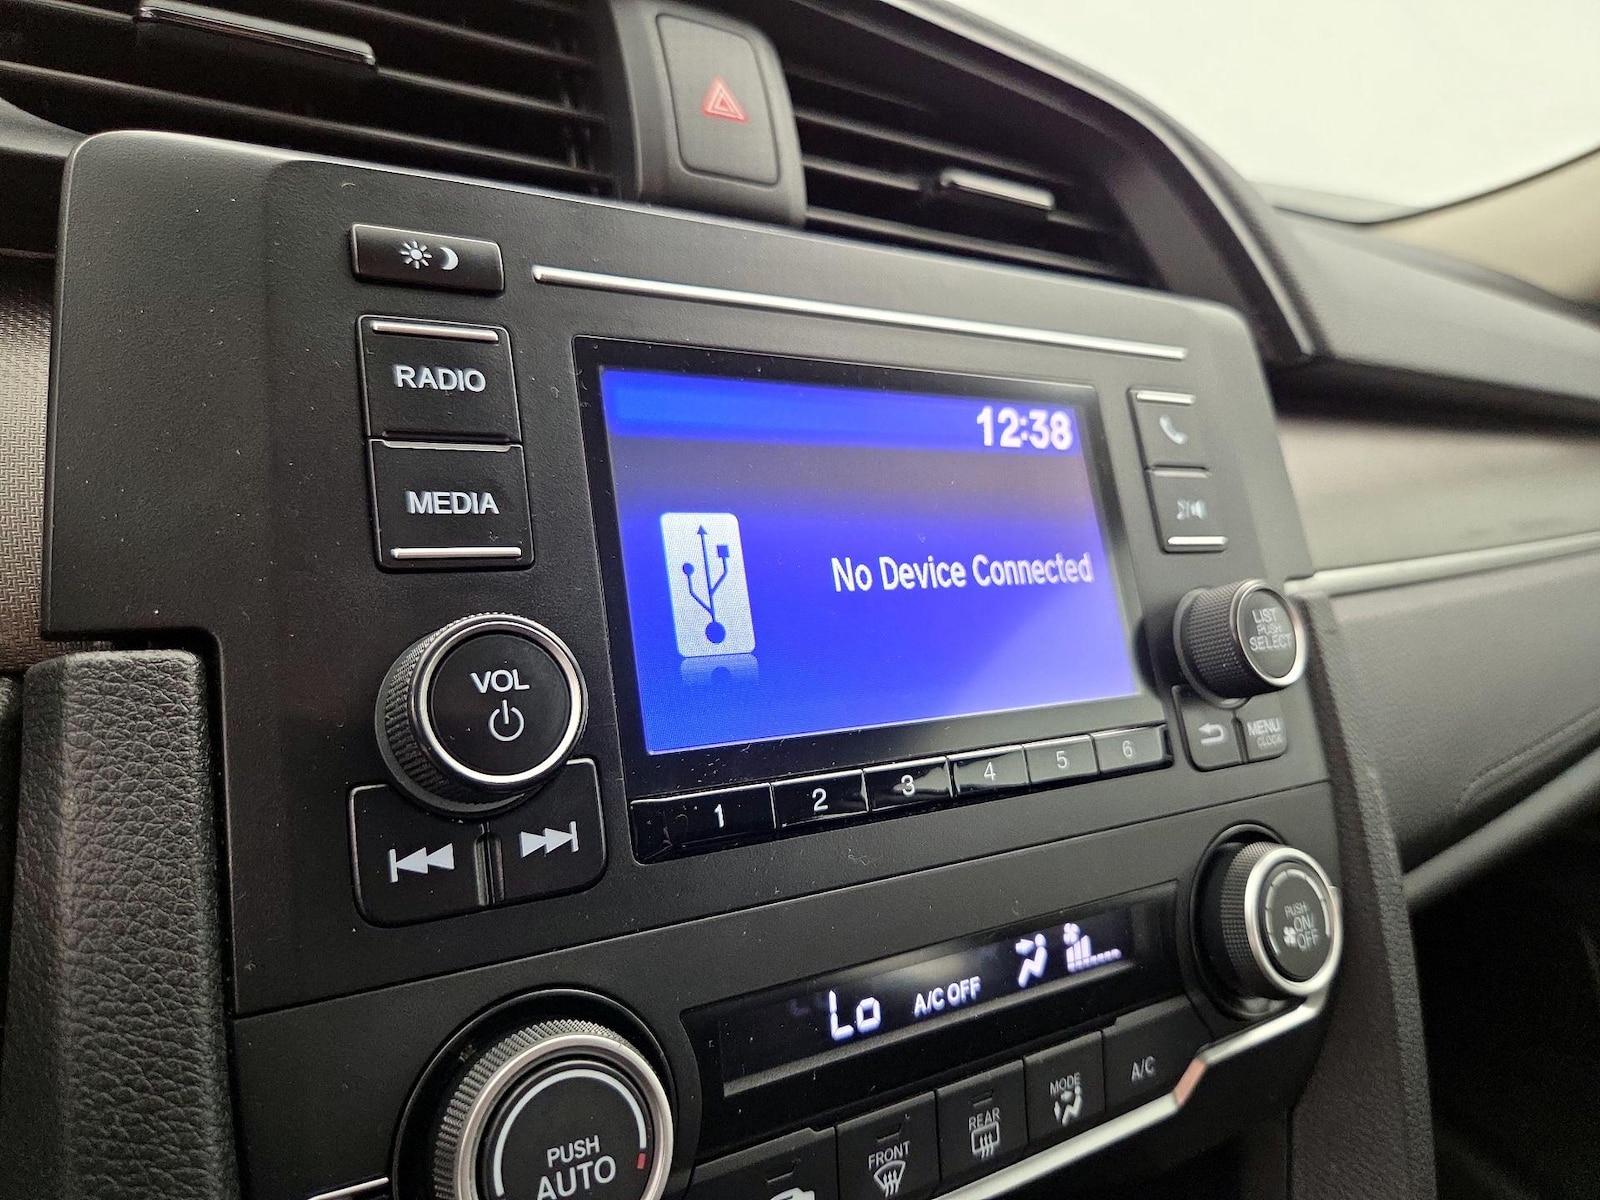 RADIO
MEDIA
VOL
12:38
No Device Connected
LIST
PUSH
SELECT
MENU
CLOCK
1 2 3 4 5 6
Lo A/C OFF
PUSH
ON/
OFF
PUSH
AUTO
FRONT
REAR
MODE
A/C